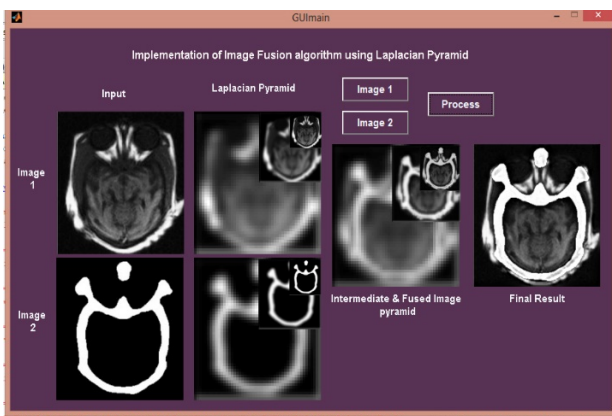 GUImain
Implementation of Image Fusion algorithm using Laplacian Pyramid
Input
Laplacian Pyramid
Image 1
Process
Image 2
Image
1
Image
2
Intermediate & Fused Image
pyramid
Final Result